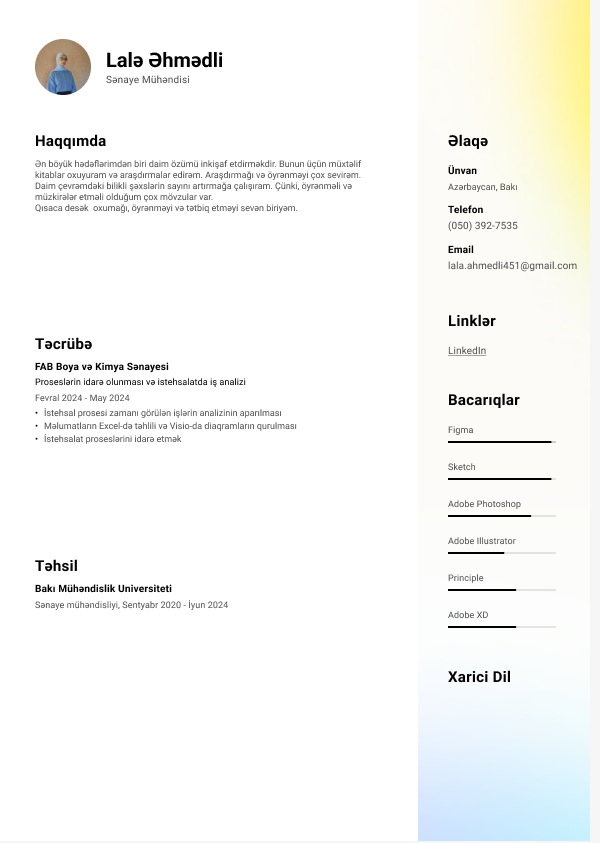 Lalə Əhmədli
Sənaye Mühəndisi
Haqqımda
Ən böyük hədəflərimdən biri daim özümü inkişaf etdirməkdir. Bunun üçün müxtəlif
kitablar oxuyuram və araşdırmalar edirəm. Araşdırmağı və öyrənməyi çox sevirəm.
Daim çevrəmdəki bilikli şəxslərin sayını artırmağa çalışıram. Çünki, öyrənməli və
müzkirələr etməli olduğum çox mövzular var.
Qısaca desək  oxumağı, öyrənməyi və tətbiq etməyi sevən biriyəm.
Təcrübə
FAB Boya və Kimya Sənayesi
Proseslərin idarə olunması və istehsalatda iş analizi
Fevral 2024 - May 2024
• İstehsal prosesi zamanı görülən işlərin analizinin aparılması
• Məlumatların Excel-də təhlili və Visio-da diaqramların qurulması
• İstehsalat proseslərini idarə etmək
Təhsil
Bakı Mühəndislik Universiteti
Sənaye mühəndisliyi, Sentyabr 2020 - İyun 2024
Əlaqə
Ünvan
Azərbaycan, Bakı
Telefon
(050) 392-7535
Email
lala.ahmedli451@gmail.com
Linklər
LinkedIn
Bacarıqlar
Figma
Sketch
Adobe Photoshop
Adobe Illustrator
Principle
Adobe XD
Xarici Dil